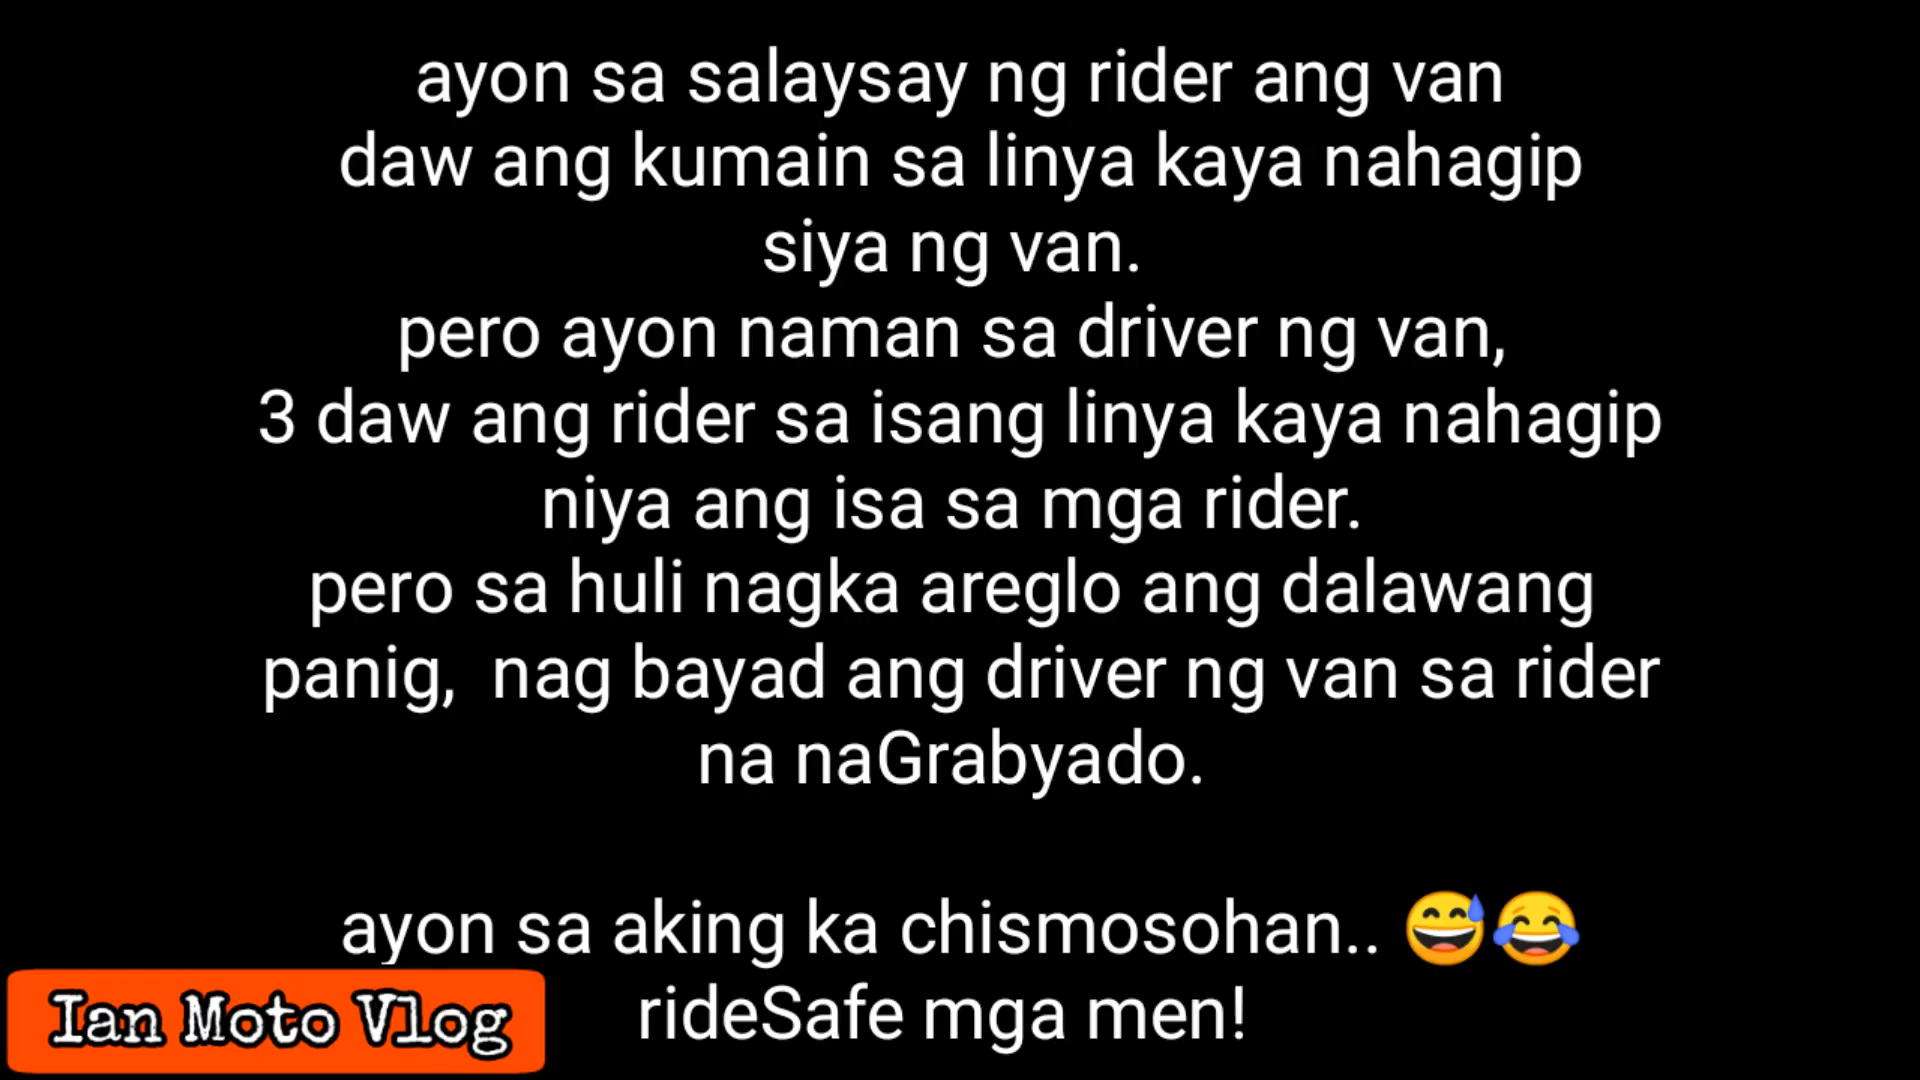 ayon sa salaysay ng rider ang van
daw ang kumain sa linya kaya nahagip
siya ng van.
pero ayon naman sa driver ng van,
3 daw ang rider sa isang linya kaya nahagip
niya ang isa sa mga rider.
pero sa huli nagka areglo ang dalawang
panig,  nag bayad ang driver ng van sa rider
na naGrabyado.
ayon sa aking ka chismosohan.. 😅😂
rideSafe mga men!
Ian Moto Vlog